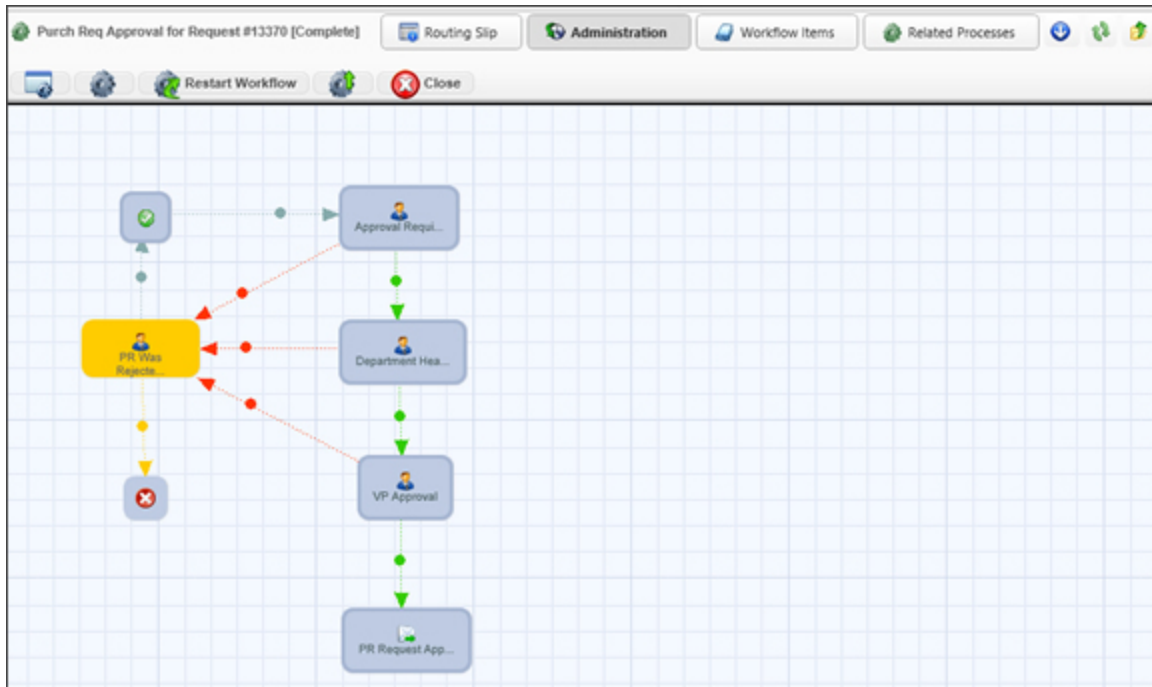 Purch Req Approval for Request #13370 [Complete]
Routing Slip
Administration
Workflow Items
Related Processes
Restart Workflow
Close
Approval Requi...
PR Was
Rejecte...
Department Hea...
VP Approval
PR Request App...